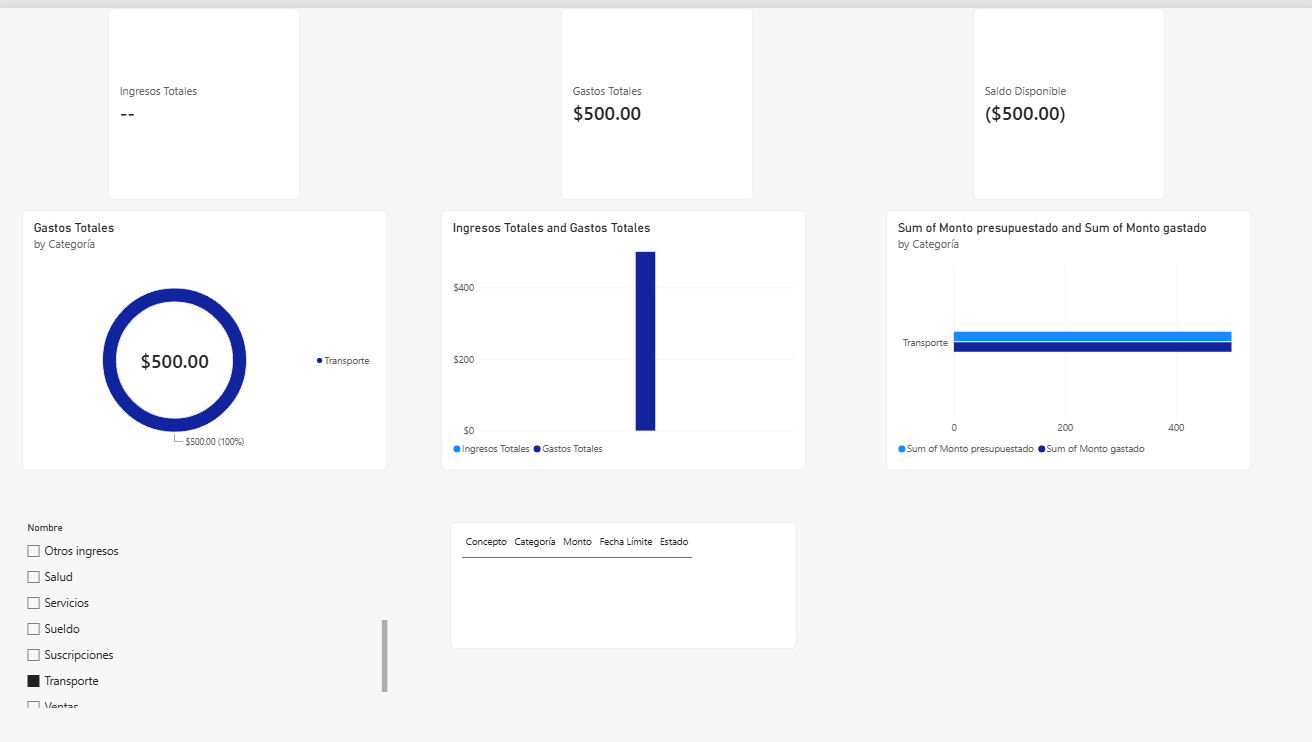 Ingresos Totales
--
Gastos Totales
$500.00
Saldo Disponible
($500.00)
Gastos Totales
by Categoría
$500.00
Transporte
$500.00 (100%)
Ingresos Totales and Gastos Totales
$400
$200
$0
Ingresos Totales Gastos Totales
Sum of Monto presupuestado and Sum of Monto gastado
by Categoría
Transporte
0 200 400
Sum of Monto presupuestado Sum of Monto gastado
Nombre
Otros ingresos
Salud
Servicios
Sueldo
Suscripciones
Transporte
Ventas
Concepto Categoría Monto Fecha Límite Estado